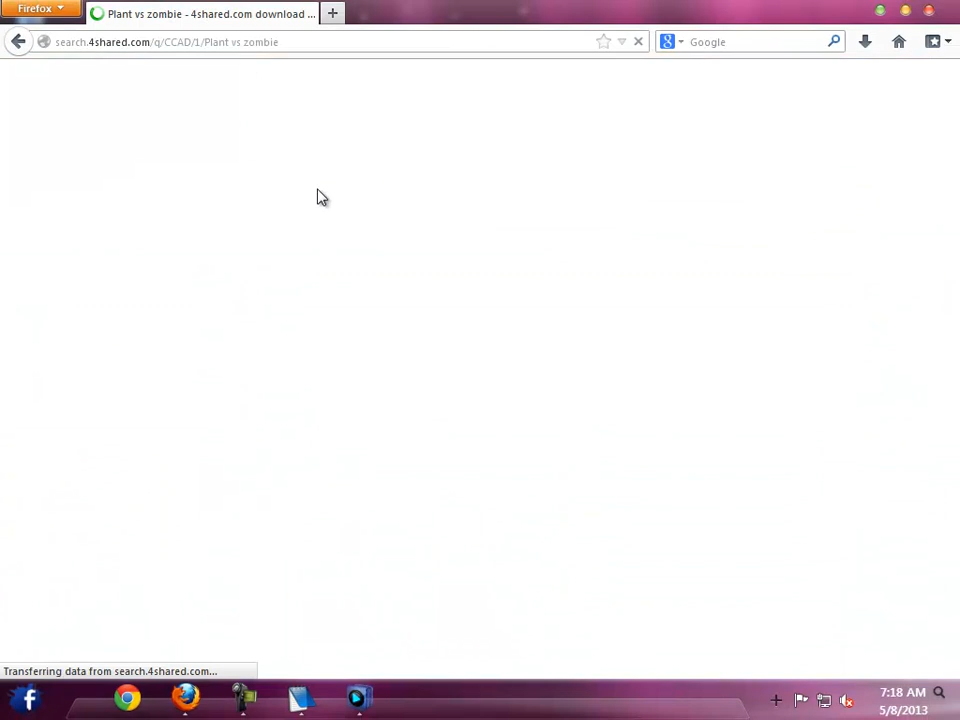 Firefox
Plant vs zombie - 4shared.com download ...
search.4shared.com/q/CCAD/1/Plant vs zombie
Google
Transferring data from search.4shared.com...
7:18 AM
5/8/2013